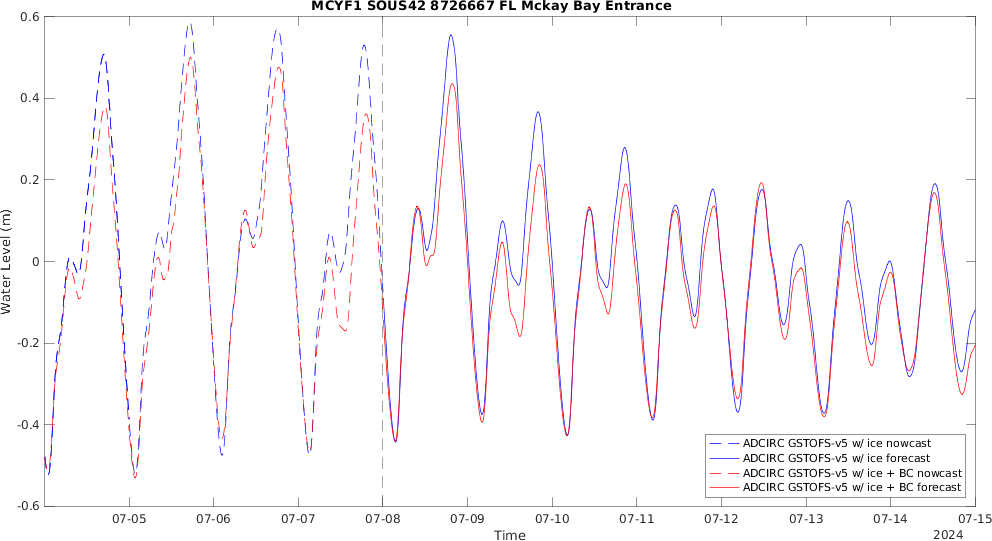 MCYF1 SOUS42 8726667 FL Mckay Bay Entrance
0.6
0.4
0.2
0
-0.2
-0.4
-0.6
Water Level (m)
ADCIRC GSTOFS-v5 w/ ice nowcast
ADCIRC GSTOFS-v5 w/ ice forecast
ADCIRC GSTOFS-v5 w/ ice + BC nowcast
ADCIRC GSTOFS-v5 w/ ice + BC forecast
07-05 07-06 07-07 07-08 07-09 07-10 07-11 07-12 07-13 07-14 07-15
Time
2024